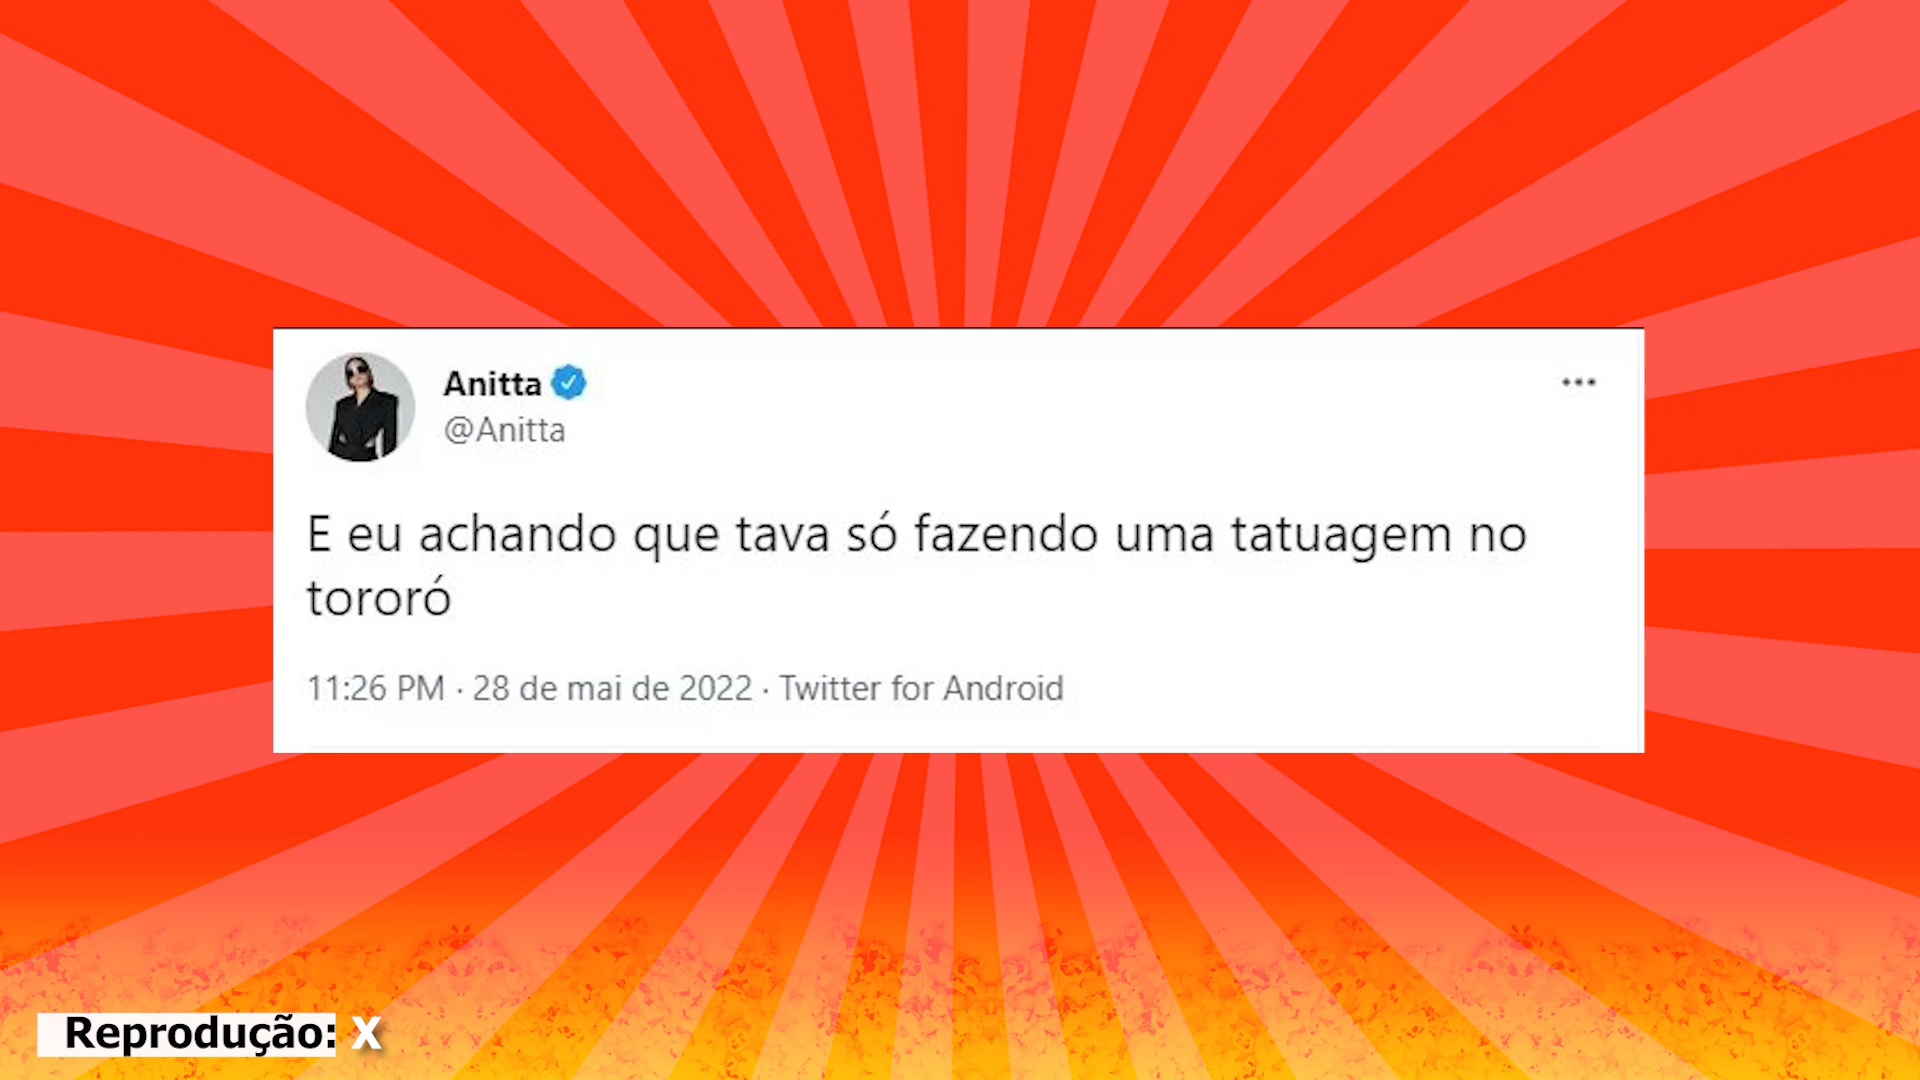 Anitta
@Anitta
E eu achando que tava só fazendo uma tatuagem no
tororó
11:26 PM · 28 de mai de 2022 · Twitter for Android
Reprodução: X